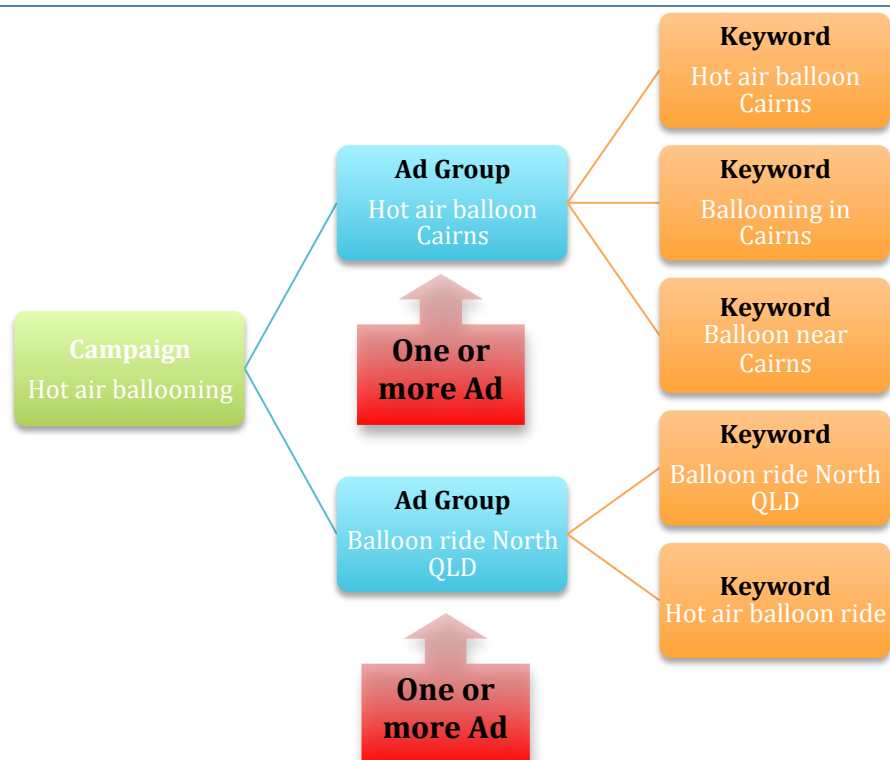 Campaign
Hot air ballooning
Ad Group
Hot air balloon
Cairns
One or
more Ad
Ad Group
Balloon ride North
QLD
One or
more Ad
Keyword
Hot air balloon
Cairns
Keyword
Ballooning in
Cairns
Keyword
Balloon near
Cairns
Keyword
Balloon ride North
QLD
Keyword
Hot air balloon ride